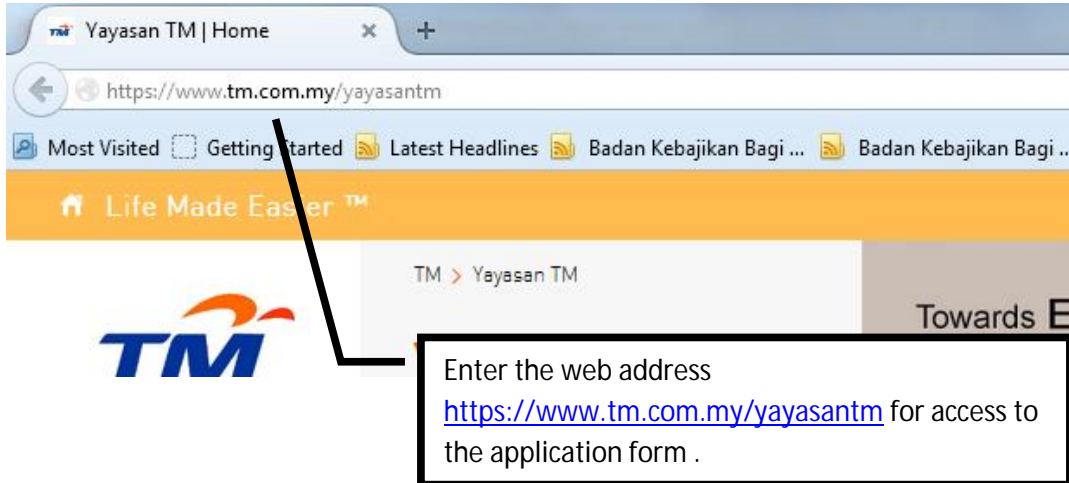 TM Yayasan TM | Home × +
https://www.tm.com.my/yayasantm
Most Visited Getting Started Latest Headlines Badan Kebajikan Bagi ... Badan Kebajikan Bagi ..
Life Made Easier ™
TM > Yayasan TM
Towards E
TM
Enter the web address
https://www.tm.com.my/yayasantm for access to
the application form .